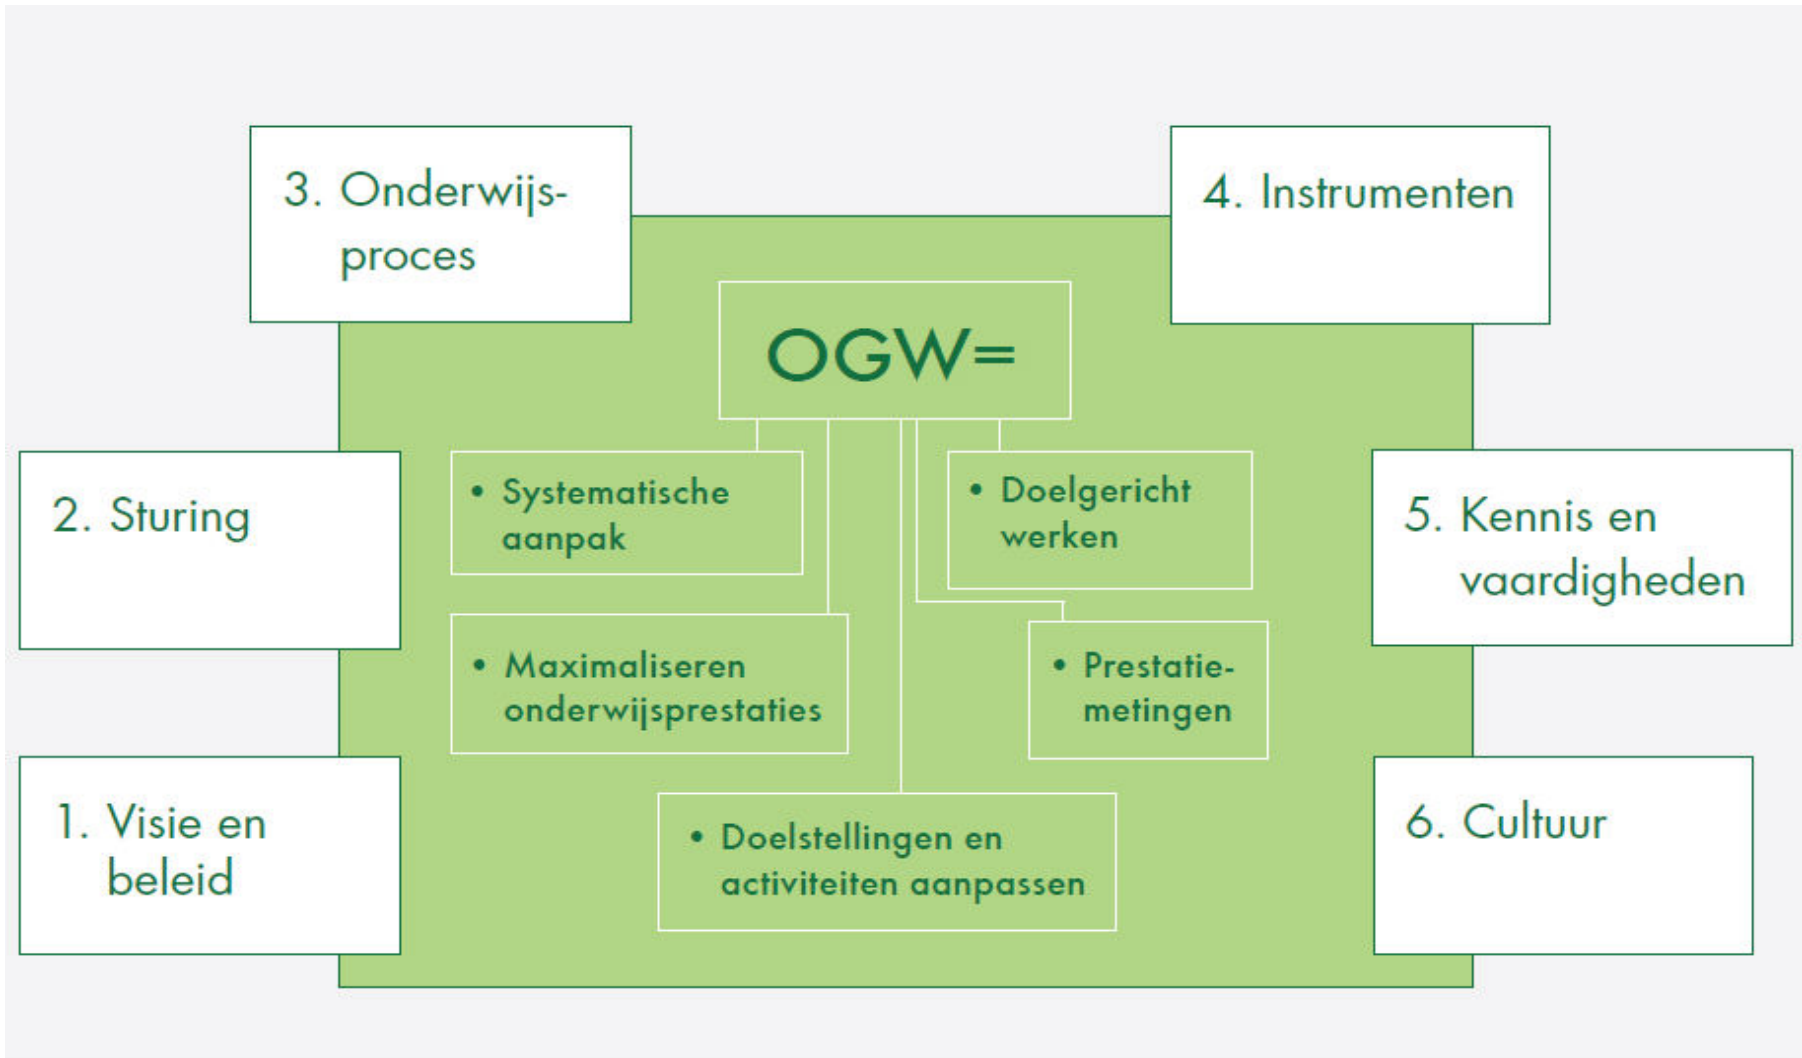 3. Onderwijs-
proces
4. Instrumenten
OGW=
2. Sturing
• Systematische
aanpak
• Doelgericht
werken
5. Kennis en
vaardigheden
• Maximaliseren
onderwijsprestaties
• Prestatie-
metingen
1. Visie en
beleid
• Doelstellingen en
activiteiten aanpassen
6. Cultuur